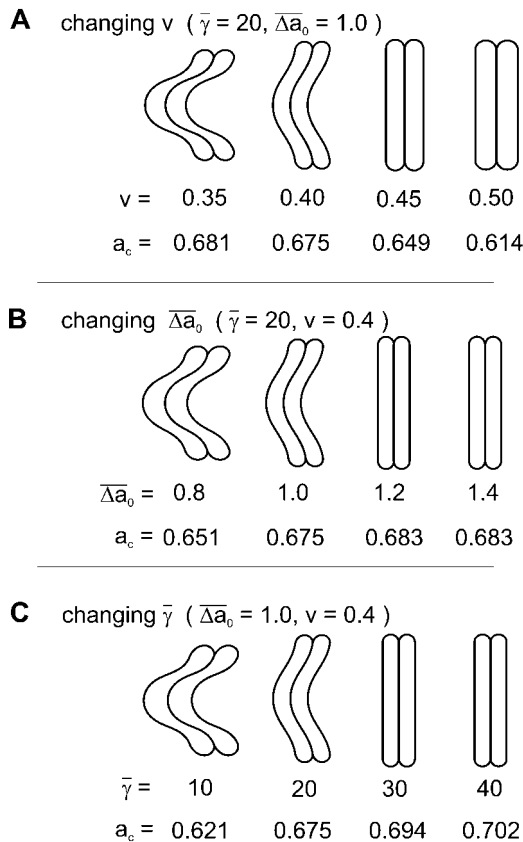 A changing v ( γ̅ = 20, Δa̅₀ = 1.0 )
v = 0.35 0.40 0.45 0.50
a_c = 0.681 0.675 0.649 0.614
B changing Δa̅₀ ( γ̅ = 20, v = 0.4 )
Δa̅₀ = 0.8 1.0 1.2 1.4
a_c = 0.651 0.675 0.683 0.683
C changing γ̅ ( Δa̅₀ = 1.0, v = 0.4 )
γ̅ = 10 20 30 40
a_c = 0.621 0.675 0.694 0.702